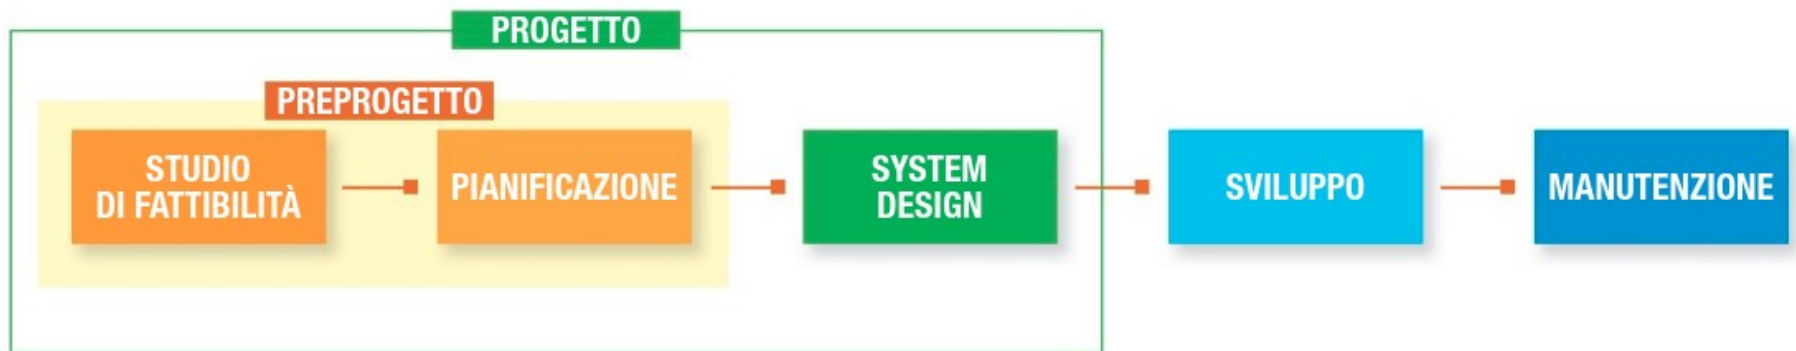 PROGETTO
PREPROGETTO
STUDIO
DI FATTIBILITÀ
PIANIFICAZIONE
SYSTEM
DESIGN
SVILUPPO
MANUTENZIONE